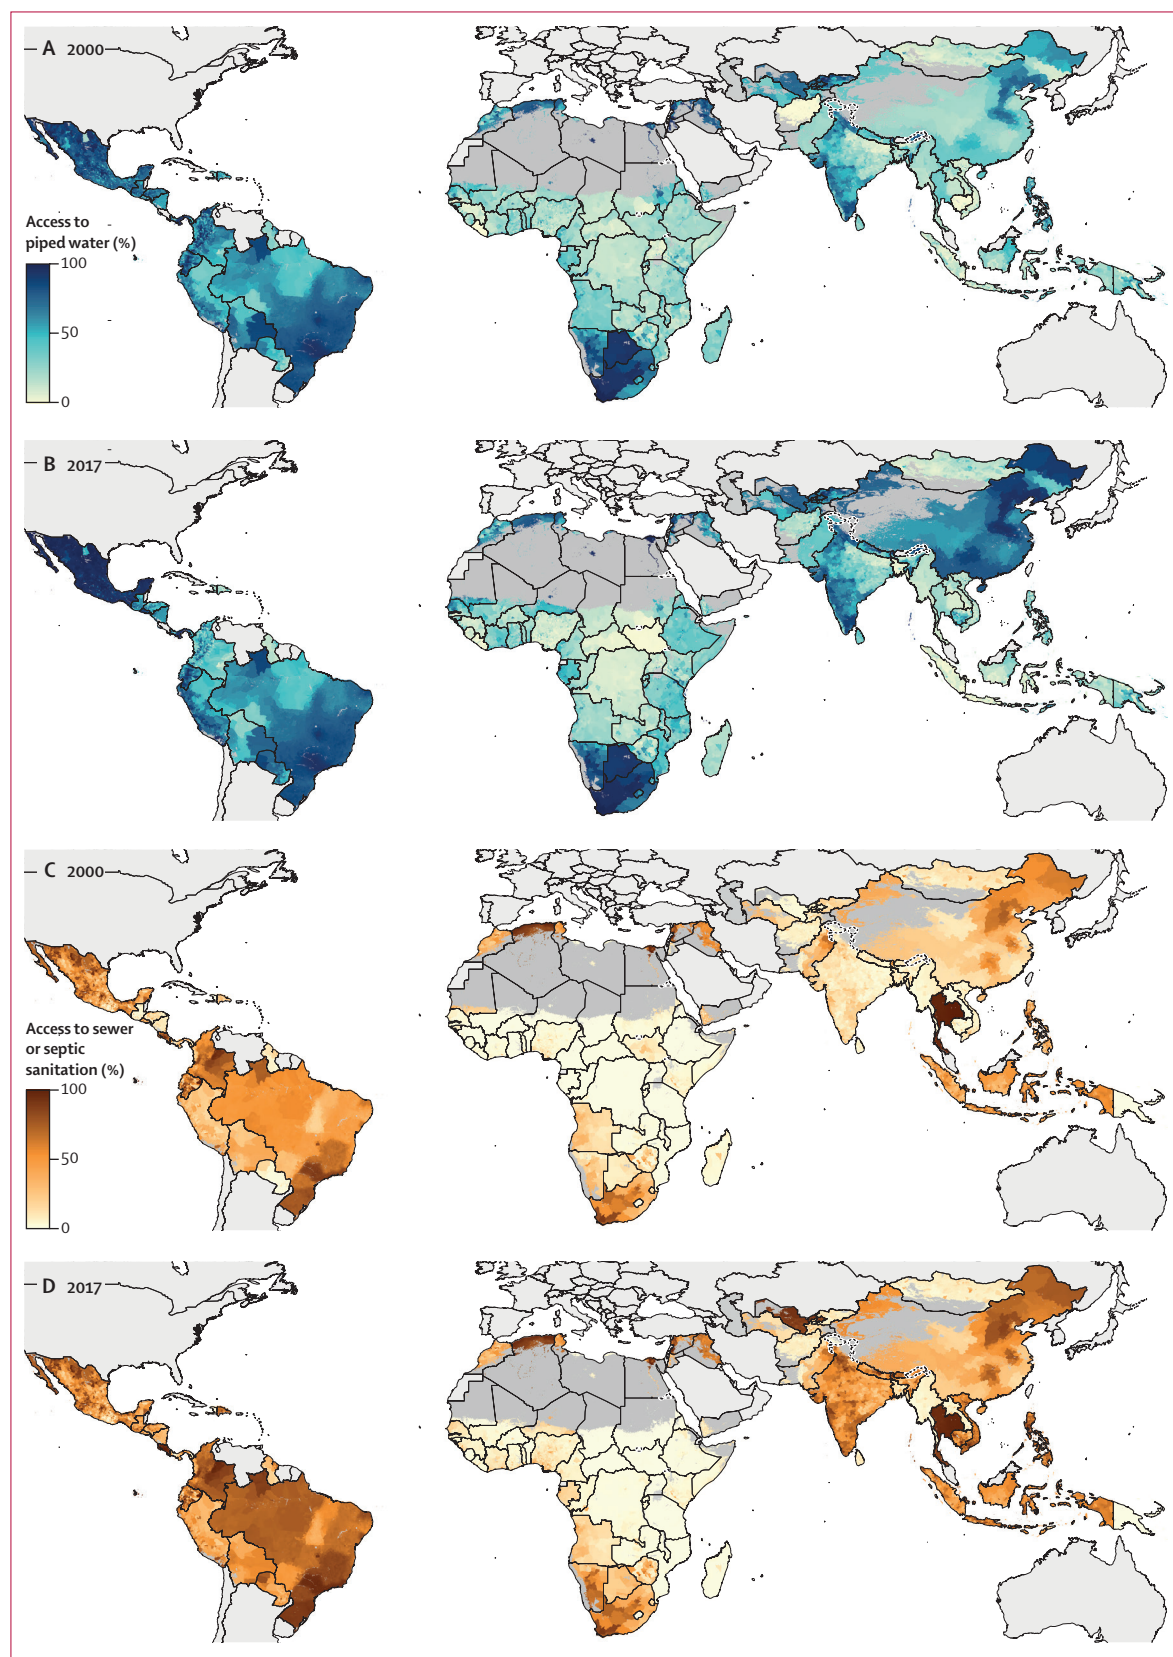 A 2000
Access to
piped water (%)
100
50
0
B 2017
C 2000
Access to sewer
or septic
sanitation (%)
100
50
0
D 2017